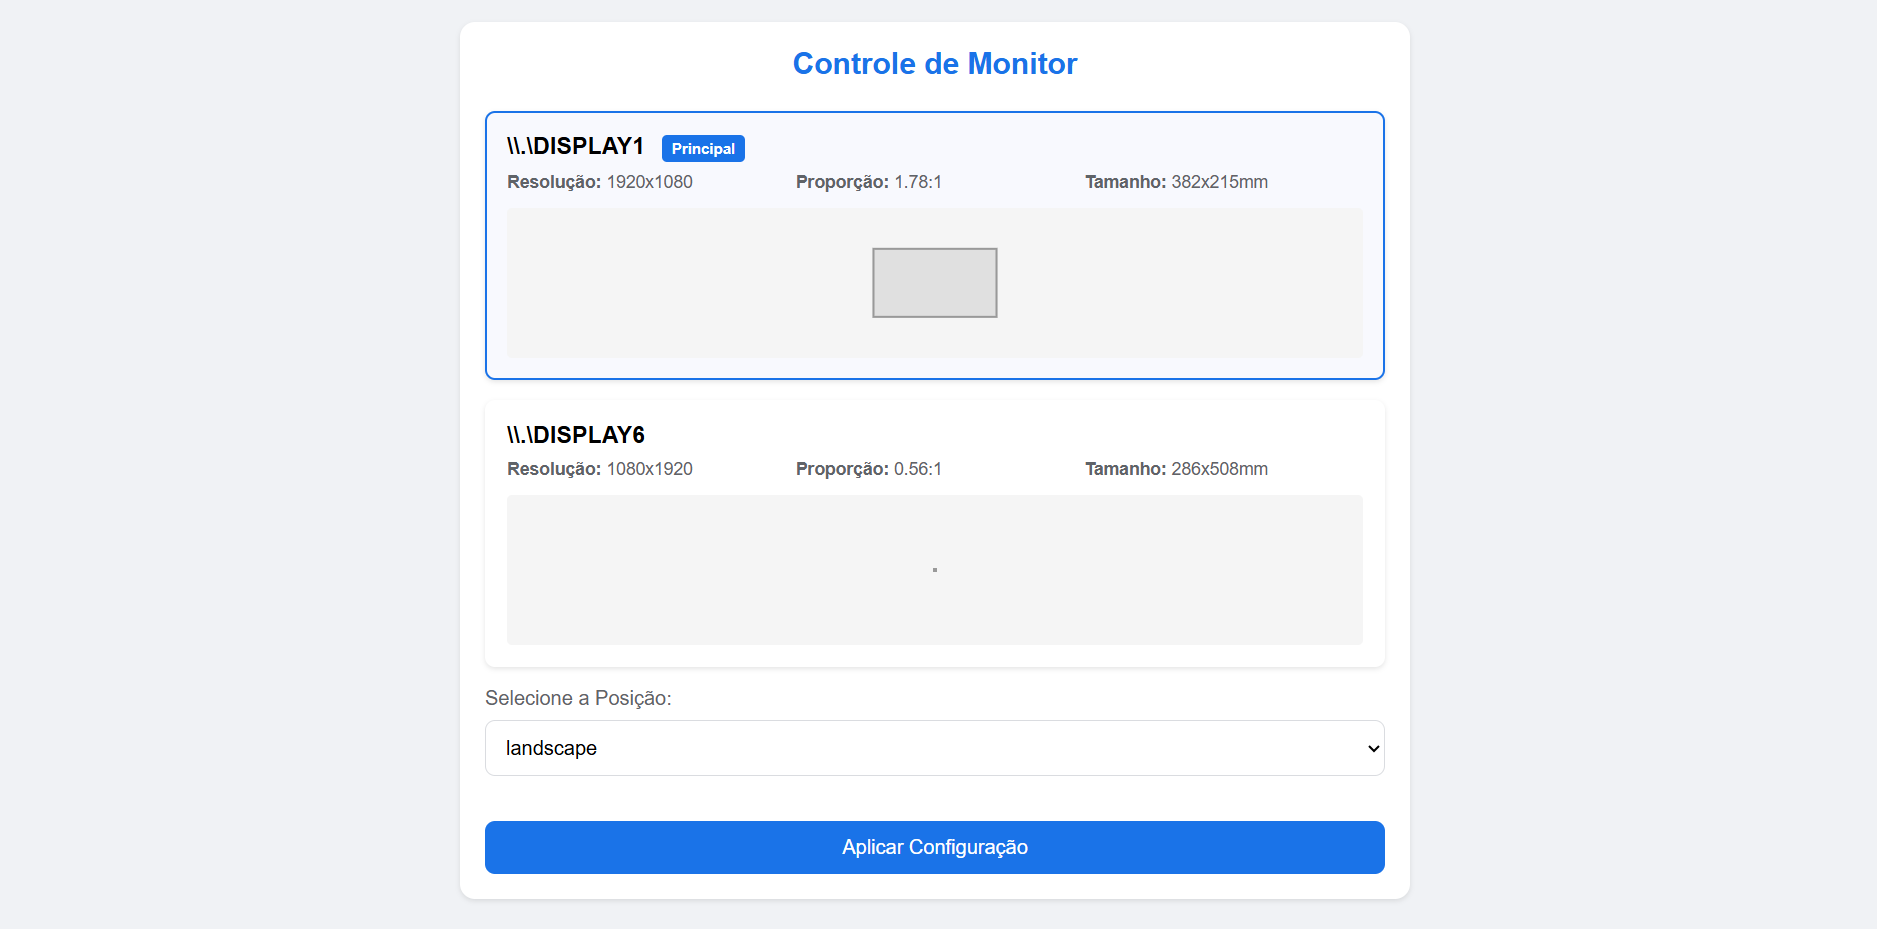 Controle de Monitor
\\.\DISPLAY1 Principal
Resolução: 1920x1080 Proporção: 1.78:1 Tamanho: 382x215mm
\\.\DISPLAY6
Resolução: 1080x1920 Proporção: 0.56:1 Tamanho: 286x508mm
Selecione a Posição:
landscape
Aplicar Configuração